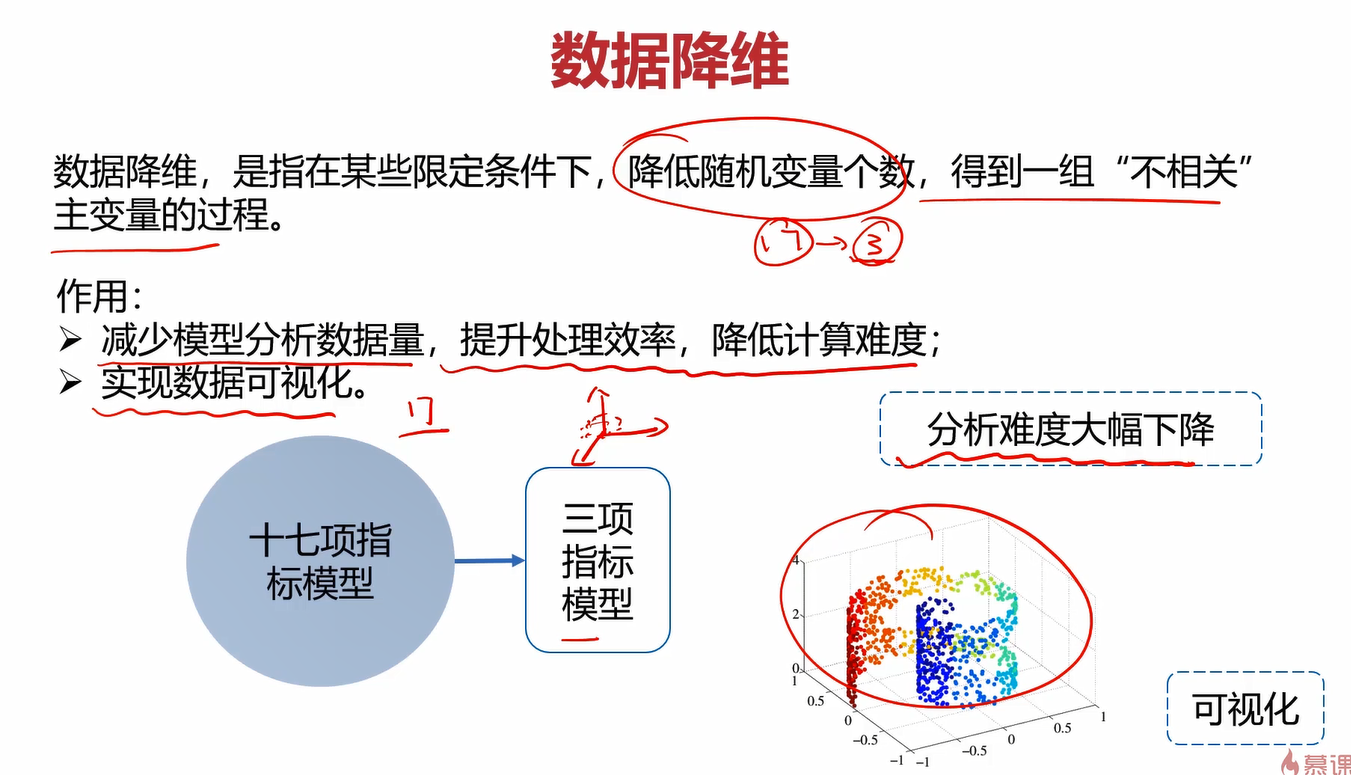 数据降维
数据降维，是指在某些限定条件下，降低随机变量个数，得到一组“不相关”
主变量的过程。
17→3
作用：
➢ 减少模型分析数据量，提升处理效率，降低计算难度；
➢ 实现数据可视化。
17
分析难度大幅下降
十七项指
标模型
三项
指标
模型
4
2
0
1
0.5
0
−0.5
−1
−1
−0.5
0
0.5
1
可视化
慕课